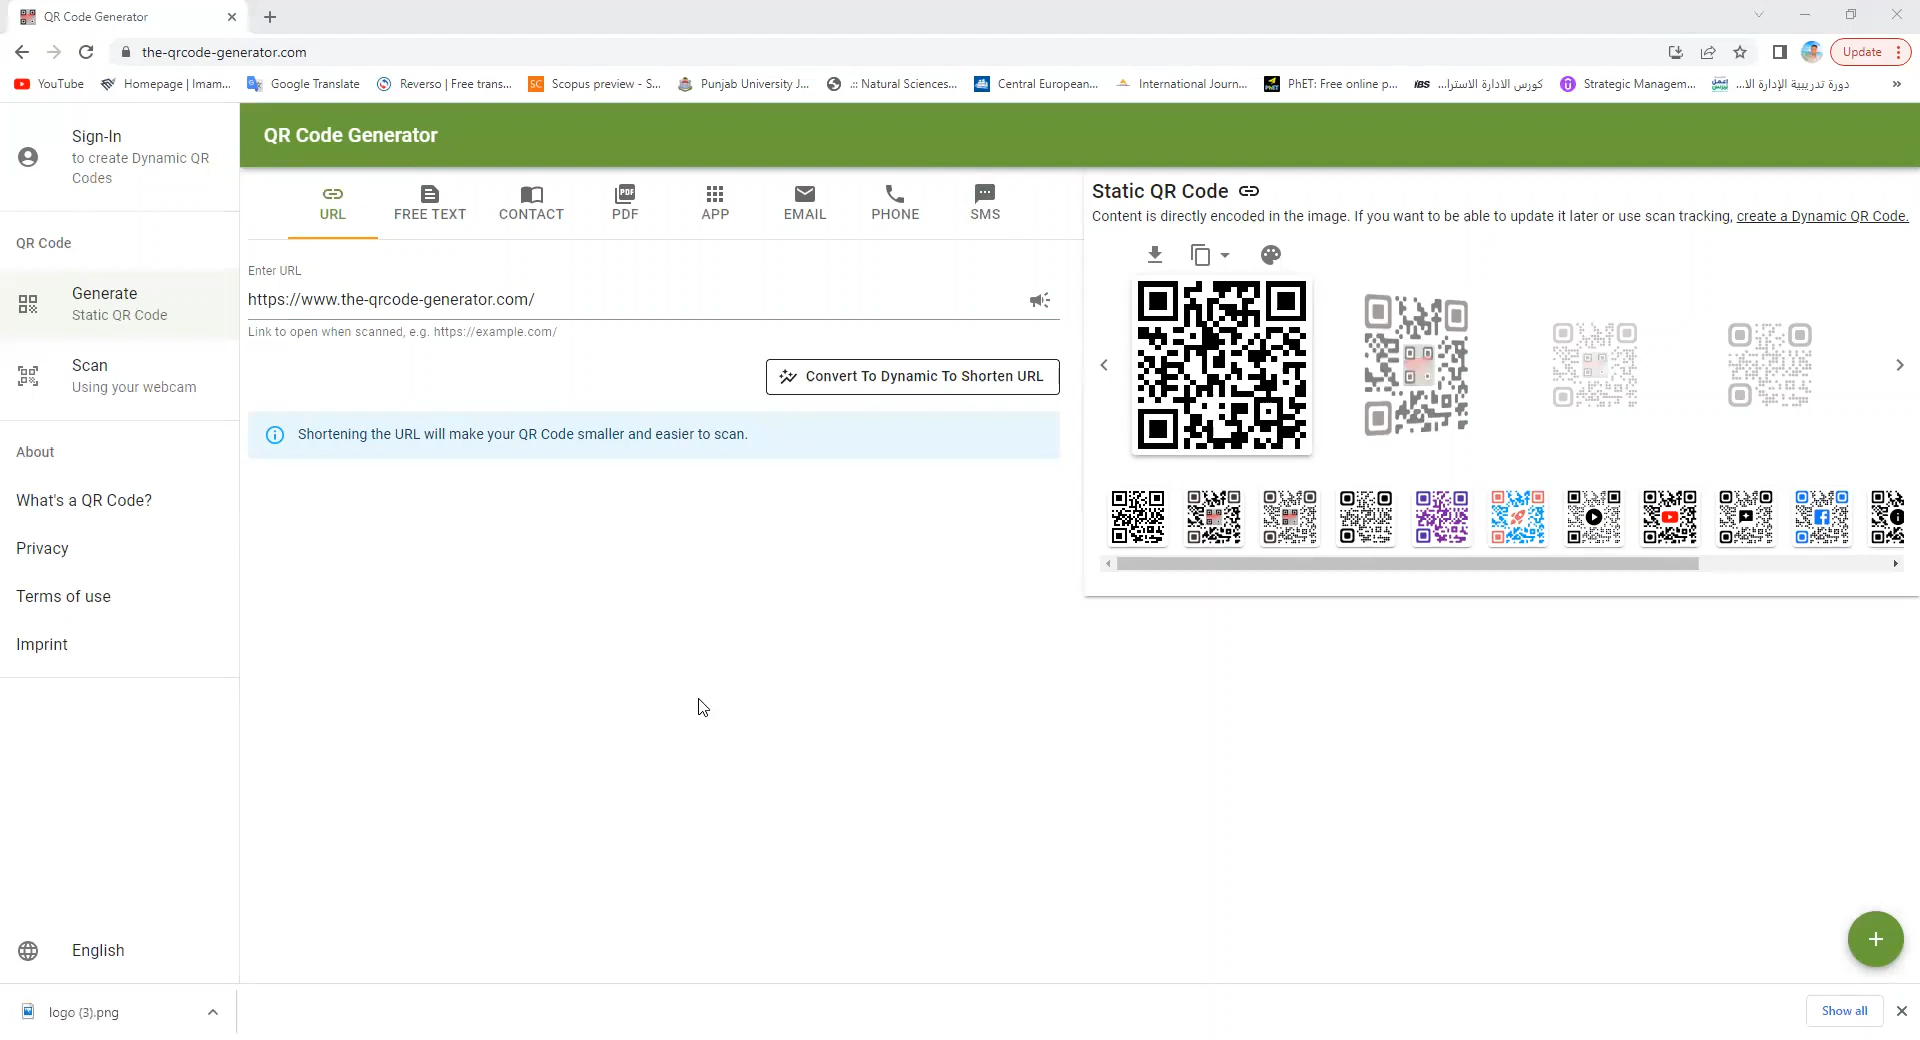 QR Code Generator
the-qrcode-generator.com
Update
YouTube
Homepage | Imam...
Google Translate
Reverso | Free trans...
Scopus preview - S...
Punjab University J...
.:: Natural Sciences...
Central European...
International Journ...
PhET: Free online p...
كورس الادارة الاسترا...
Strategic Managem...
دورة تدريبية الإدارة الا...
Sign-In
to create Dynamic QR
Codes
QR Code
Generate
Static QR Code
Scan
Using your webcam
About
What's a QR Code?
Privacy
Terms of use
Imprint
English
QR Code Generator
URL
FREE TEXT
CONTACT
PDF
APP
EMAIL
PHONE
SMS
Enter URL
https://www.the-qrcode-generator.com/
Link to open when scanned, e.g. https://example.com/
Convert To Dynamic To Shorten URL
Shortening the URL will make your QR Code smaller and easier to scan.
Static QR Code
Content is directly encoded in the image. If you want to be able to update it later or use scan tracking, create a Dynamic QR Code.
logo (3).png
Show all